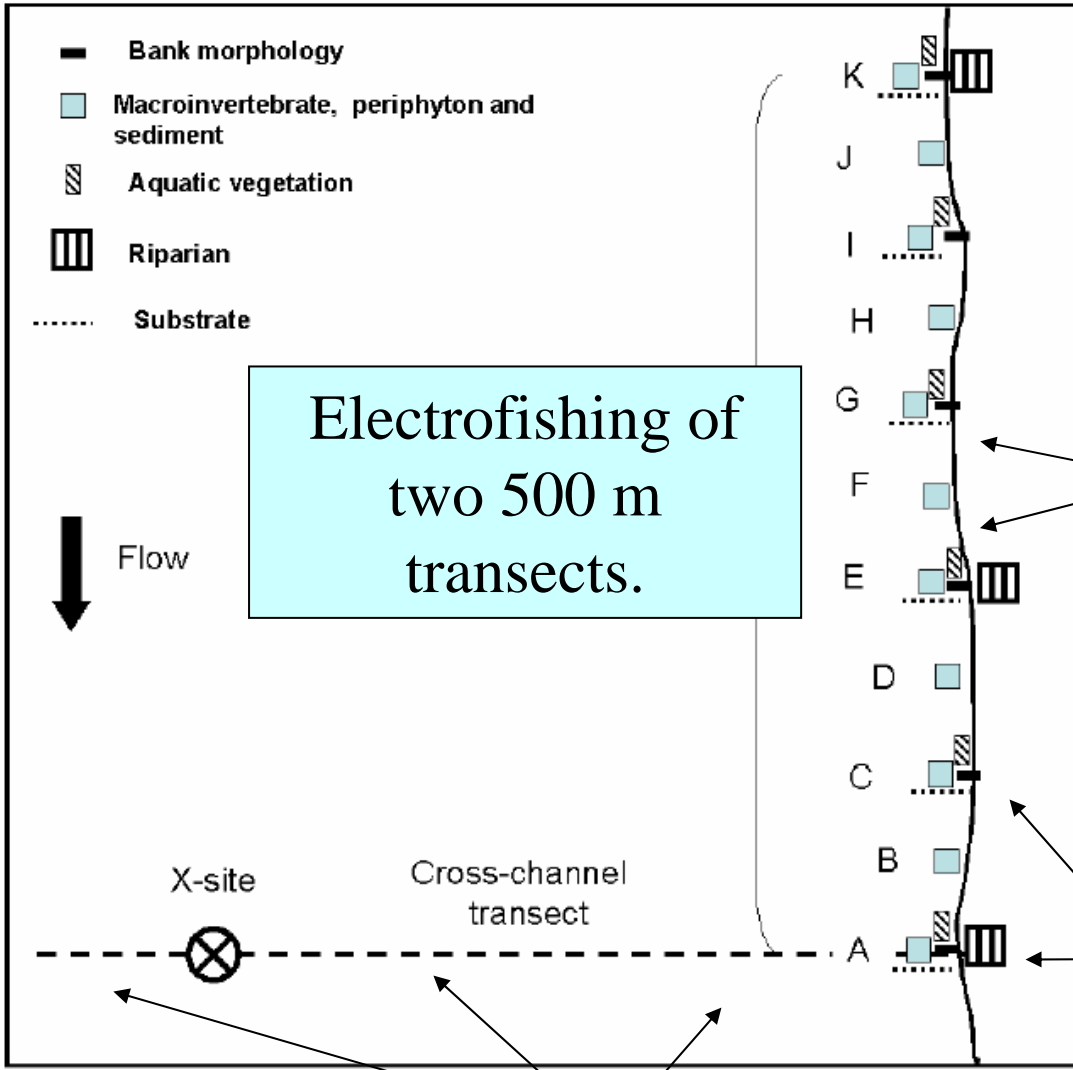 Bank morphology
Macroinvertebrate, periphyton and
sediment
Aquatic vegetation
Riparian
Substrate
Electrofishing of
two 500 m
transects.
Flow
X-site
Cross-channel
transect
K
J
I
H
G
F
E
D
C
B
A